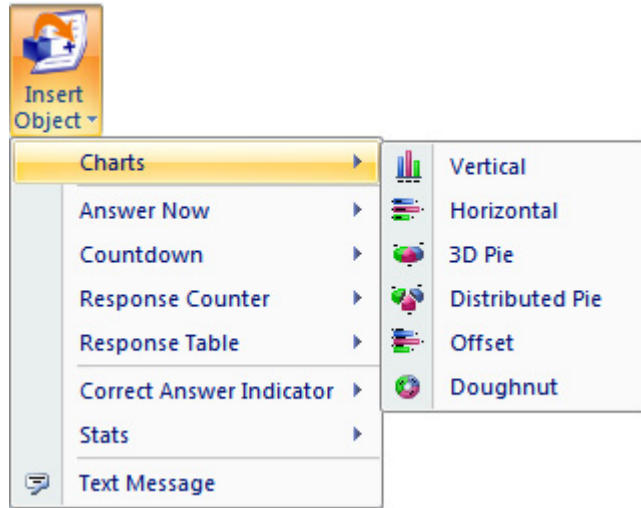 Insert
Object
Charts
Answer Now
Countdown
Response Counter
Response Table
Correct Answer Indicator
Stats
Text Message
Vertical
Horizontal
3D Pie
Distributed Pie
Offset
Doughnut